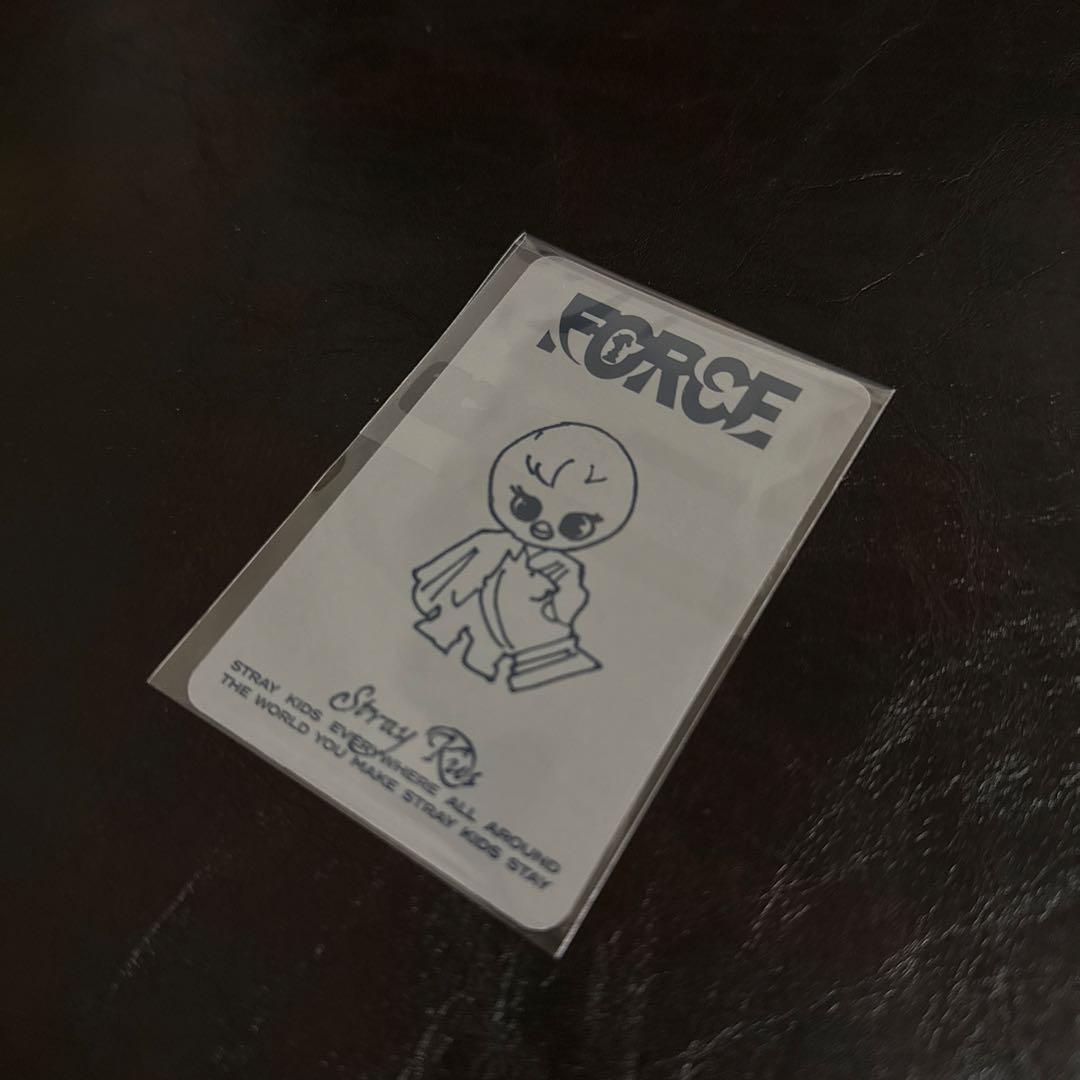 FORCE
Stray Kids
STRAY KIDS EVERYWHERE ALL AROUND
THE WORLD YOU MAKE STRAY KIDS STAY